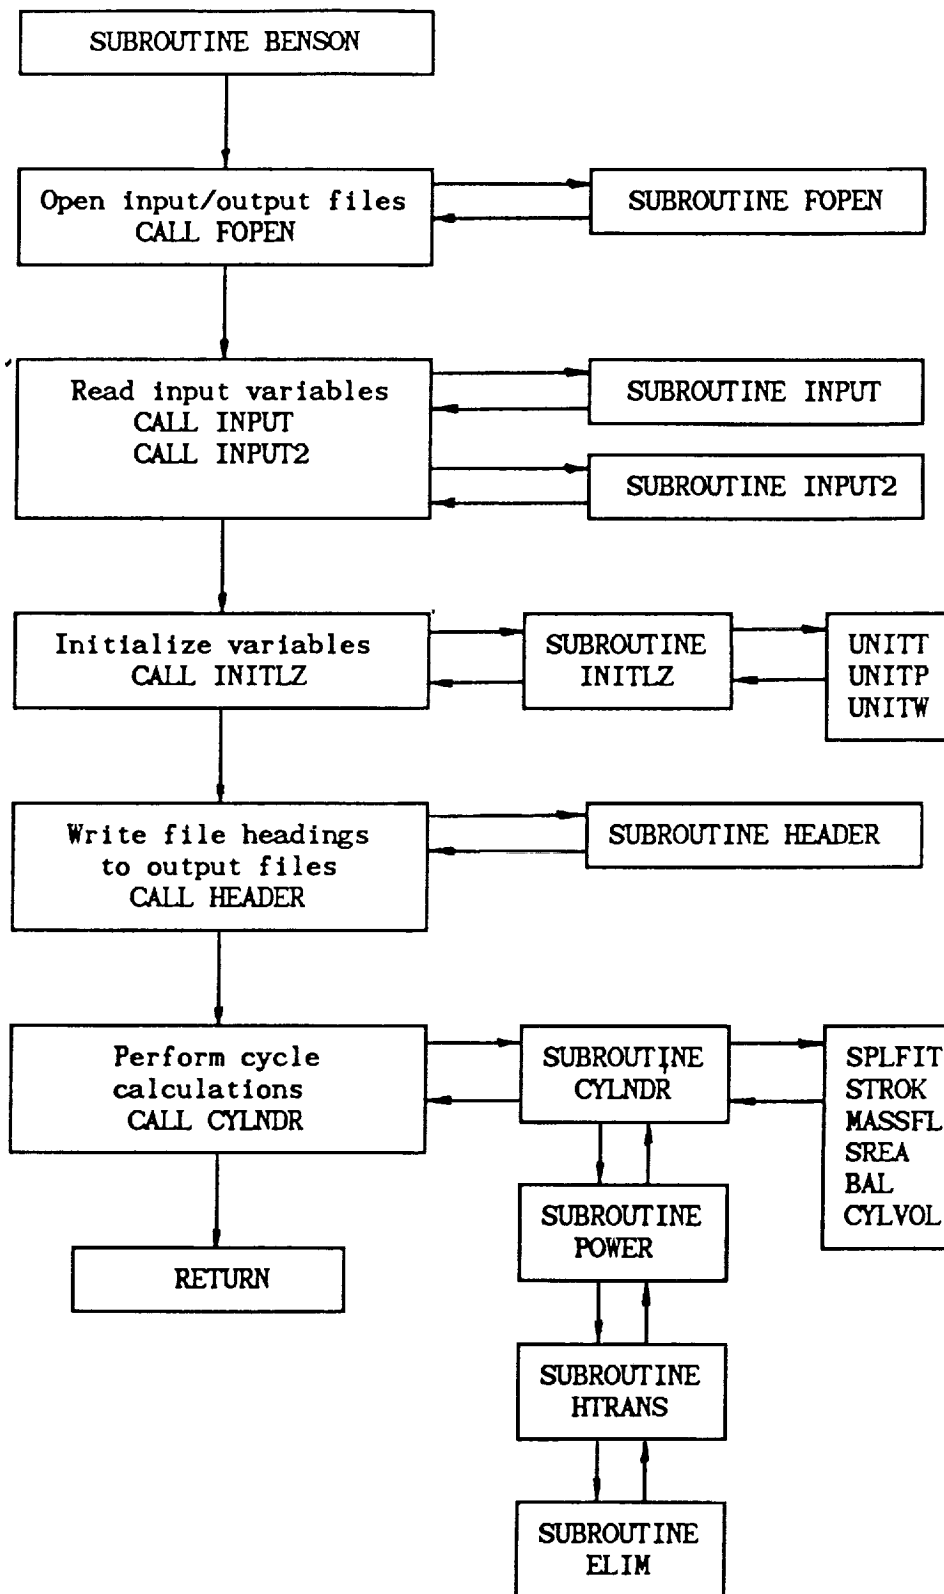 SUBROUTINE BENSON
Open input/output files
CALL FOPEN
SUBROUTINE FOPEN
Read input variables
CALL INPUT
CALL INPUT2
SUBROUTINE INPUT
SUBROUTINE INPUT2
Initialize variables
CALL INITLZ
SUBROUTINE
INITLZ
UNITT
UNITP
UNITW
Write file headings
to output files
CALL HEADER
SUBROUTINE HEADER
Perform cycle
calculations
CALL CYLNDR
SUBROUTINE
CYLNDR
SPLFIT
STROK
MASSFL
SREA
BAL
CYLVOL
SUBROUTINE
POWER
RETURN
SUBROUTINE
HTRANS
SUBROUTINE
ELIM